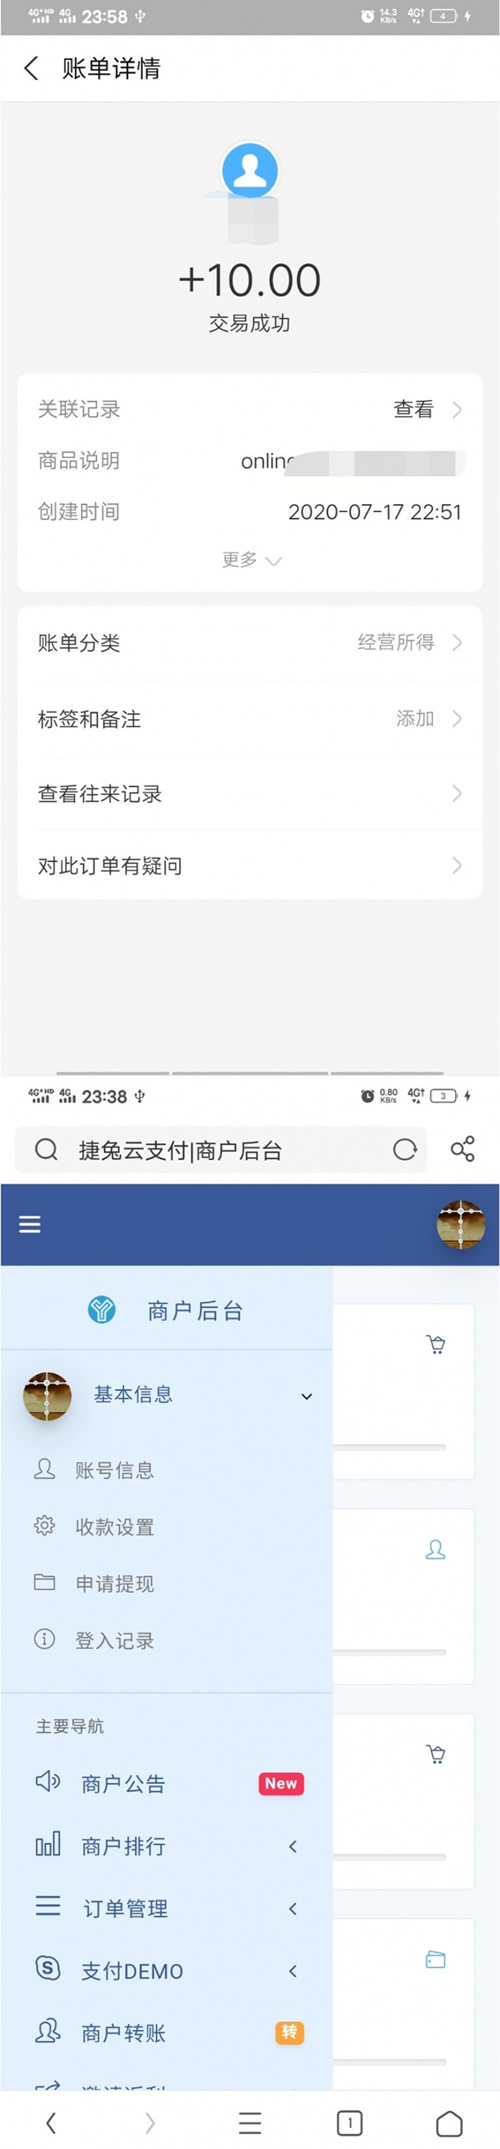 4G+HD 4G 23:58 14.3 KB/s 4G 4
账单详情
+10.00
交易成功
关联记录 查看
商品说明 online
创建时间 2020-07-17 22:51
更多
账单分类 经营所得
标签和备注 添加
查看往来记录
对此订单有疑问
4G+HD 4G 23:38 0.80 KB/s 4G 3
捷兔云支付|商户后台
商户后台
基本信息
账号信息
收款设置
申请提现
登入记录
主要导航
商户公告 New
商户排行
订单管理
支付DEMO
商户转账 转
邀请返利
1